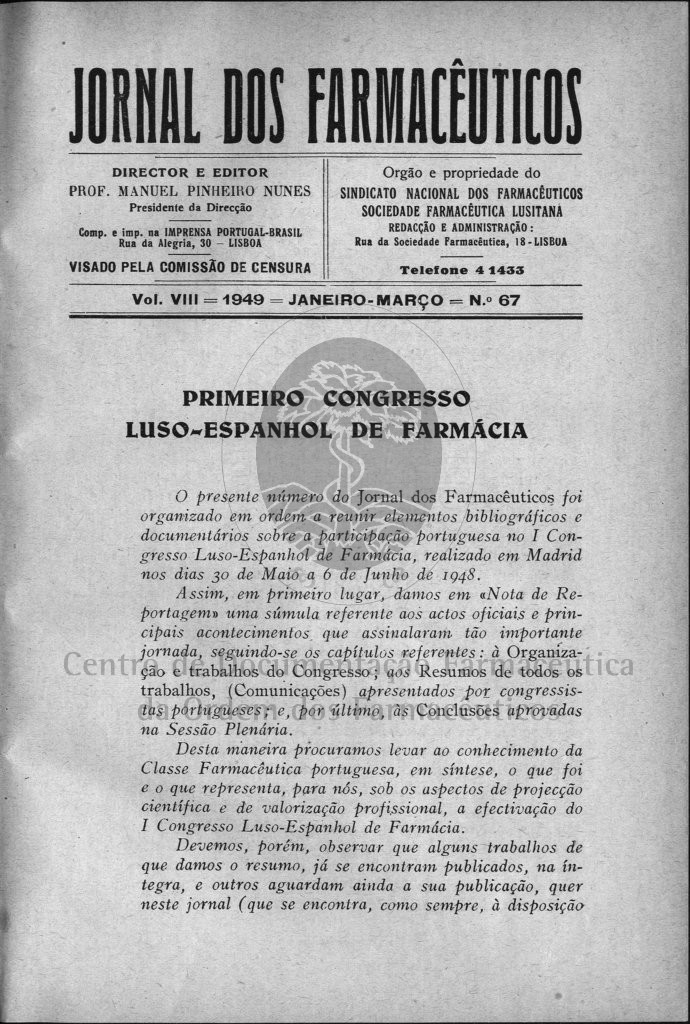 JORNAL DOS FARMACÊUTICOS
DIRECTOR E EDITOR
PROF. MANUEL PINHEIRO NUNES
Presidente da Direcção
Comp. e imp. na IMPRENSA PORTUGAL-BRASIL
Rua da Alegria, 30 — LISBOA
VISADO PELA COMISSÃO DE CENSURA
Orgão e propriedade do
SINDICATO NACIONAL DOS FARMACÊUTICOS
SOCIEDADE FARMACÊUTICA LUSITANA
REDACÇÃO E ADMINISTRAÇÃO:
Rua da Sociedade Farmacêutica, 18 - LISBOA
Telefone 4 1433
Vol. VIII = 1949 = JANEIRO-MARÇO = N.º 67
PRIMEIRO CONGRESSO
LUSO-ESPANHOL DE FARMÁCIA
O presente número do Jornal dos Farmacêuticos foi
organizado em ordem a reunir elementos bibliográficos e
documentários sobre a participação portuguesa no I Con-
gresso Luso-Espanhol de Farmácia, realizado em Madrid
nos dias 30 de Maio a 6 de Junho de 1948.
Assim, em primeiro lugar, damos em «Nota de Re-
portagem» uma súmula referente aos actos oficiais e prin-
cipais acontecimentos que assinalaram tão importante
jornada, seguindo-se os capítulos referentes: à Organiza-
ção e trabalhos do Congresso; aos Resumos de todos os
trabalhos, (Comunicações) apresentados por congressis-
tas portugueses; e, por último, às Conclusões aprovadas
na Sessão Plenária.
Desta maneira procuramos levar ao conhecimento da
Classe Farmacêutica portuguesa, em síntese, o que foi
e o que representa, para nós, sob os aspectos de projecção
científica e de valorização profissional, a efectivação do
I Congresso Luso-Espanhol de Farmácia.
Devemos, porém, observar que alguns trabalhos de
que damos o resumo, já se encontram publicados, na ín-
tegra, e outros aguardam ainda a sua publicação, quer
neste jornal (que se encontra, como sempre, à disposição
Centro de Documentação Farmacêutica
da Ordem dos Farmacêuticos